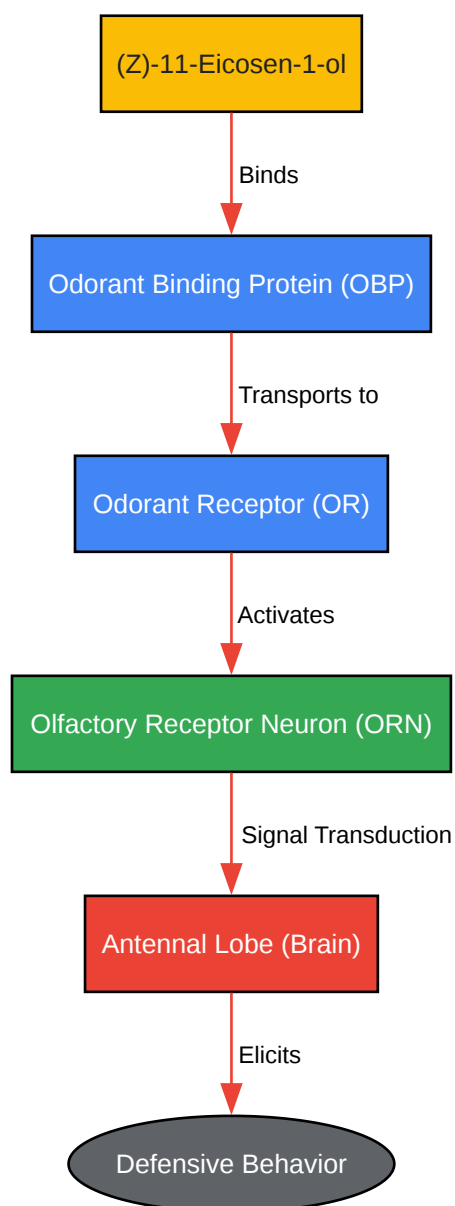 (Z)-11-Eicosen-1-ol
Binds
Odorant Binding Protein (OBP)
Transports to
Odorant Receptor (OR)
Activates
Olfactory Receptor Neuron (ORN)
Signal Transduction
Antennal Lobe (Brain)
Elicits
Defensive Behavior